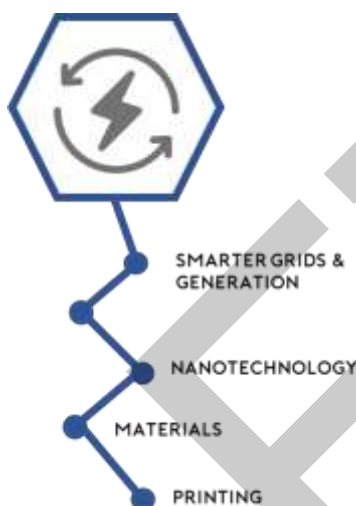 SMARTER GRIDS &
GENERATION
NANOTECHNOLOGY
MATERIALS
PRINTING